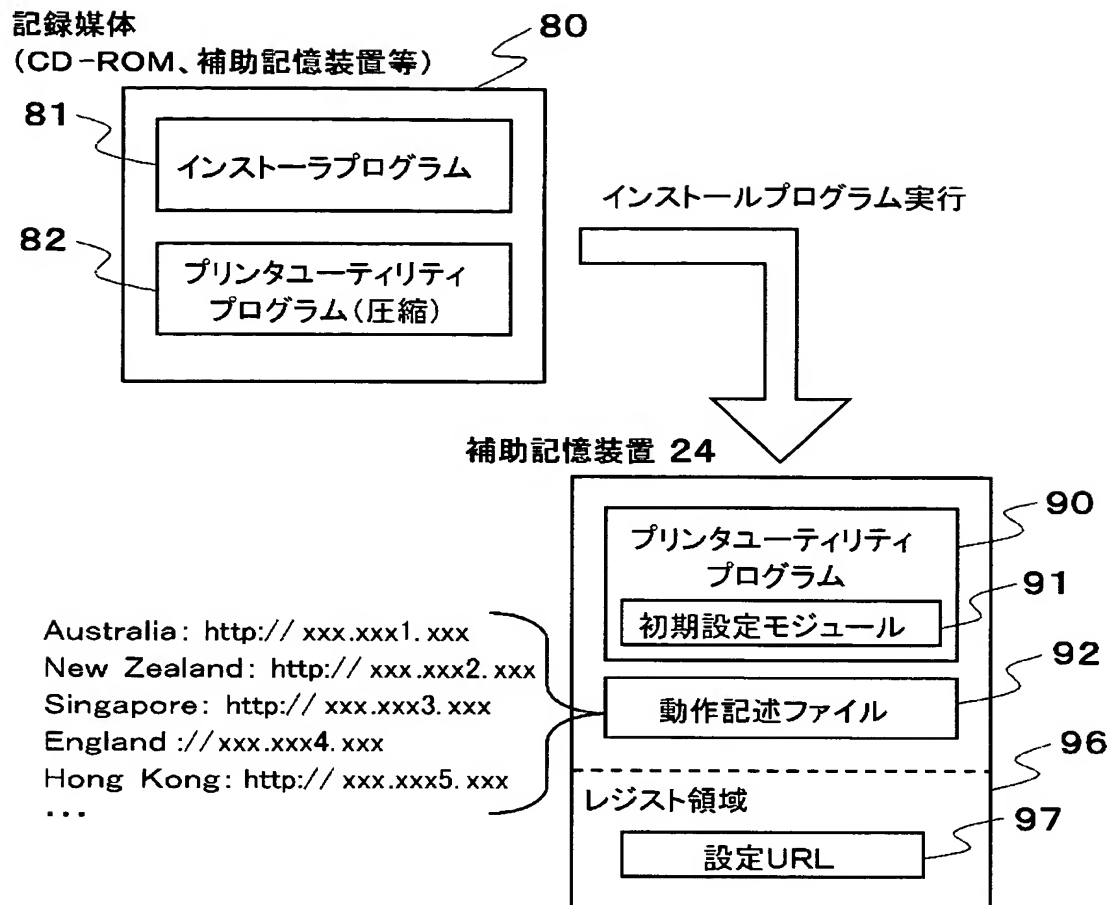 記録媒体
（CD-ROM、補助記憶装置等）
80
81
インストーラプログラム
82
プリンタユーティリティ
プログラム（圧縮）
インストールプログラム実行
補助記憶装置 24
90
プリンタユーティリティ
プログラム
91
初期設定モジュール
92
動作記述ファイル
Australia: http:// xxx.xxx1. xxx
New Zealand: http:// xxx.xxx2. xxx
Singapore: http:// xxx.xxx3. xxx
England :// xxx.xxx4. xxx
Hong Kong: http:// xxx.xxx5. xxx
...
96
レジスト領域
97
設定URL